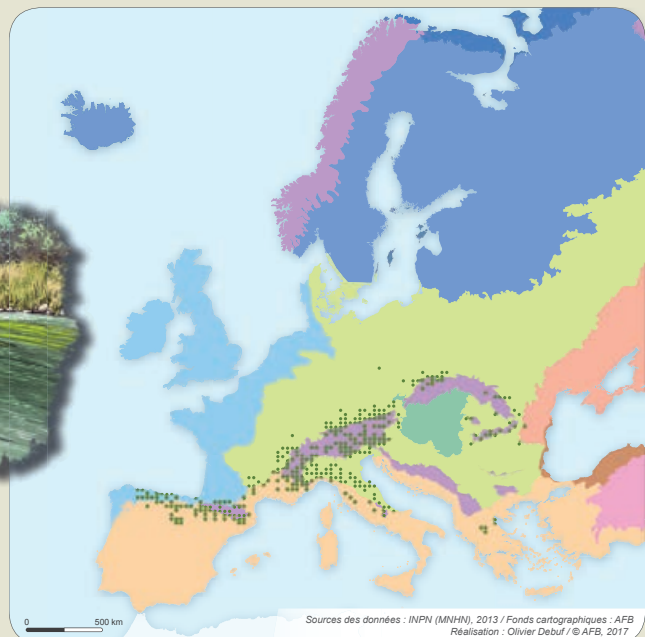 0 500 km
Sources des données : INPN (MNHN), 2013 / Fonds cartographiques : AFB
Réalisation : Olivier Debuf / © AFB, 2017